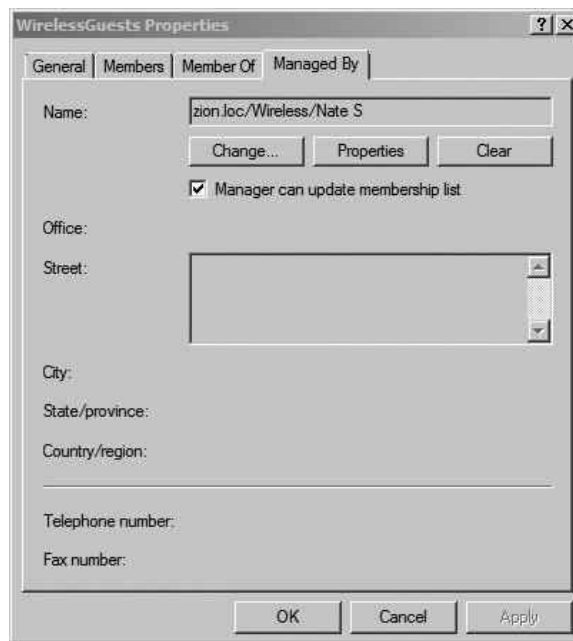 WirelessGuests Properties
General Members Member Of Managed By
Name: zion.loc/Wireless/Nate S
Change... Properties Clear
Manager can update membership list
Office:
Street:
City:
State/province:
Country/region:
Telephone number:
Fax number:
OK Cancel Apply